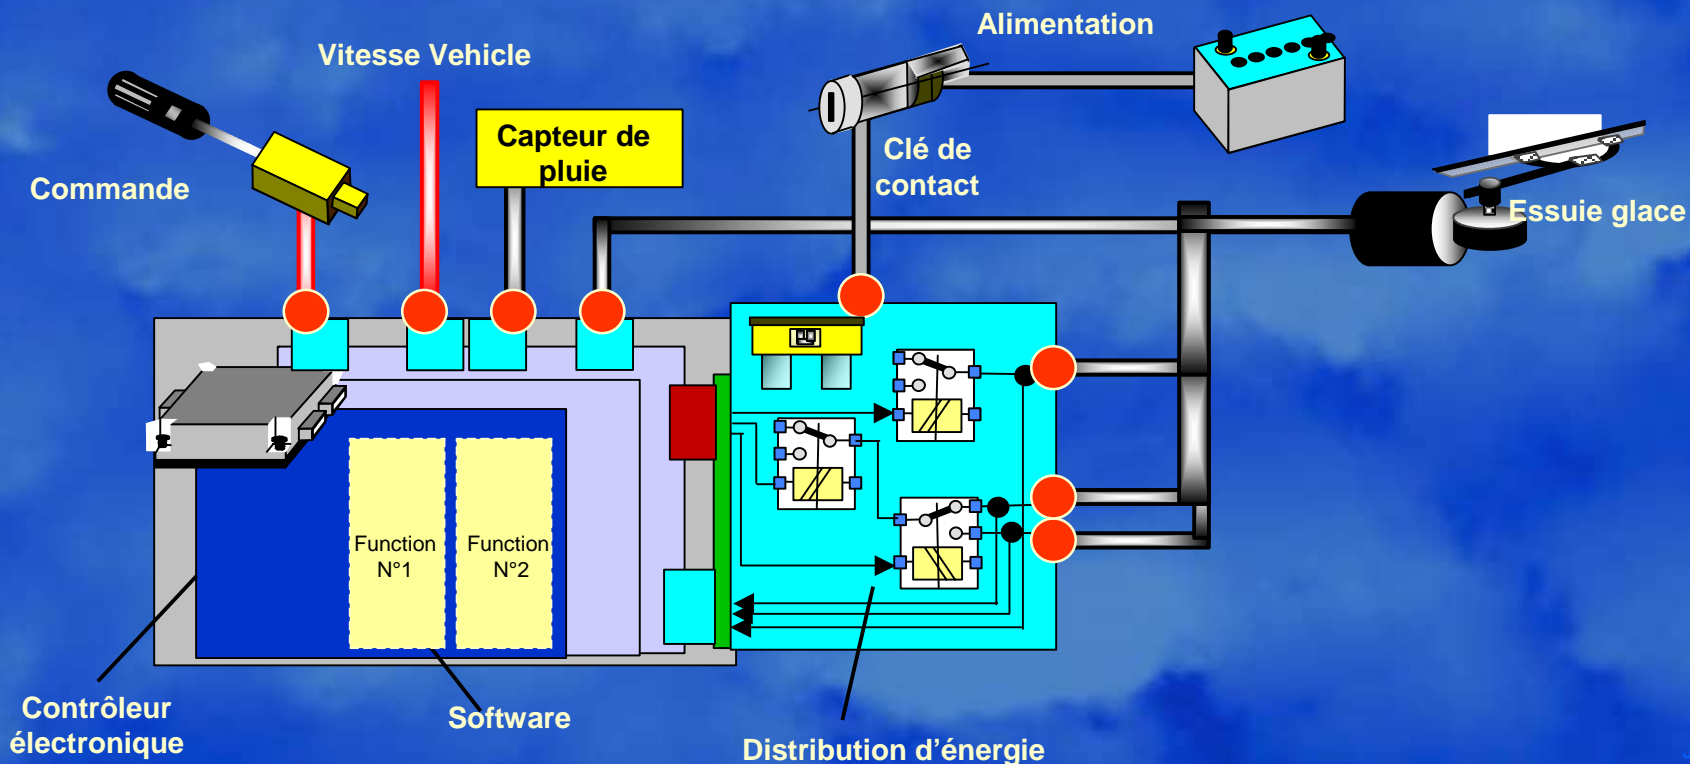 Alimentation
Vitesse Vehicle
Capteur de
pluie
Clé de
contact
Commande
Essuie glace
Function
N°1
Function
N°2
Contrôleur
électronique
Software
Distribution d’énergie